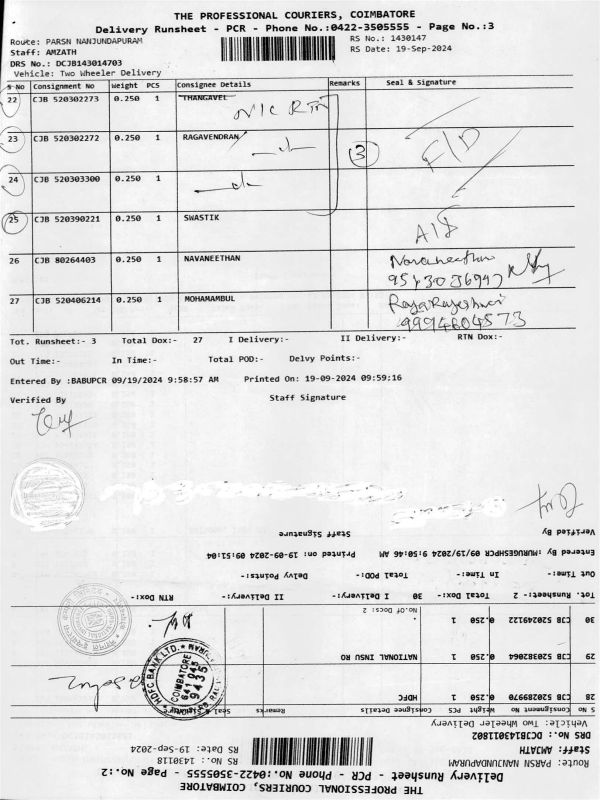 THE PROFESSIONAL COURIERS, COIMBATORE
Delivery Runsheet - PCR - Phone No.:0422-3505555 - Page No.:3
Route: PARSN NANJUNDAPURAM RS No.: 1430147
Staff: AMZATH RS Date: 19-Sep-2024
DRS No.: DCJB143014703
Vehicle: Two Wheeler Delivery
S No Consignment No Weight PCS Consignee Details Remarks Seal & Signature
22 CJB 520302273 0.250 1 THANGAVEL
N/C RTN
23 CJB 520302272 0.250 1 RAGAVENDRAN
3 F/D
24 CJB 520303300 0.250 1
25 CJB 520390221 0.250 1 SWASTIK
26 CJB 80264403 0.250 1 NAVANEETHAN Navaneethan
27 CJB 520406214 0.250 1 MOHAMAMBUL RajaRajeshwari
9994604573
Tot. Runsheet:- 3 Total Dox:- 27 I Delivery:- II Delivery:- RTN Dox:-
Out Time:- In Time:- Total POD:- Delvy Points:-
Entered By :BABUPCR 09/19/2024 9:58:57 AM Printed On: 19-09-2024 09:59:16
Verified By Staff Signature
THE PROFESSIONAL COURIERS, COIMBATORE
Delivery Runsheet - PCR - Phone No.:0422-3505555 - Page No.:2
Route: PARSN NANJUNDAPURAM RS No.: 1430118
Staff: AMZATH RS Date: 19-Sep-2024
DRS No.: DCJB143011802
Vehicle: Two Wheeler Delivery
S No Consignment No Weight PCS Consignee Details Remarks Seal & Signature
28 CJB 520289970 0.250 1 HDFC
29 CJB 520382064 0.250 1 NATIONAL INSU RO
HDFC BANK LTD.
COIMBATORE
641 045
9435
30 CJB 520249122 0.250 1
No.Of Docs: 2
Tot. Runsheet:- 2 Total Dox:- 30 I Delivery:- II Delivery:- RTN Dox:-
Out Time:- In Time:- Total POD:- Delvy Points:-
Entered By :MURUGESHPCR 09/19/2024 9:50:46 AM Printed On: 19-09-2024 09:51:04
Verified By Staff Signature